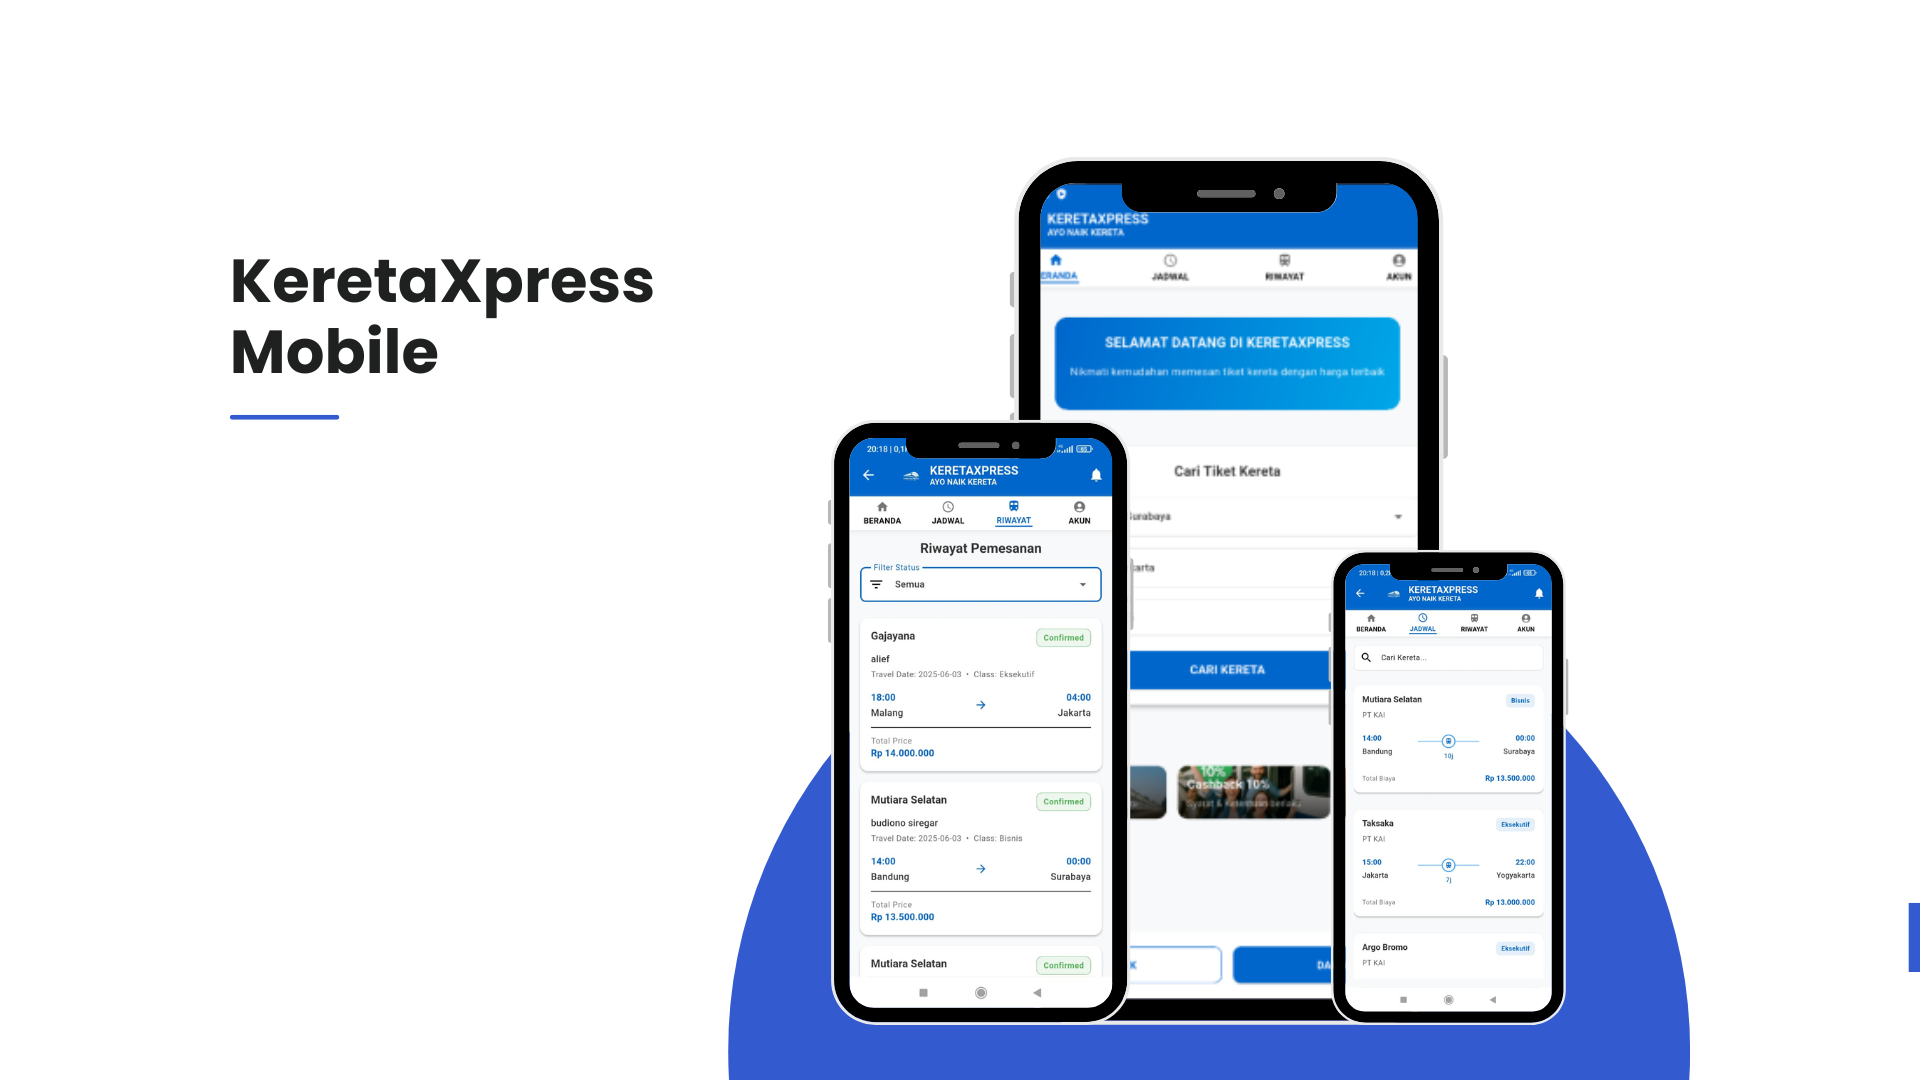 KeretaXpress
Mobile
KERETAXPRESS
AYO NAIK KERETA
ERANDA
JADWAL
RIWAYAT
AKUN
SELAMAT DATANG DI KERETAXPRESS
Nikmati kemudahan memesan tiket kereta dengan harga terbaik
Cari Tiket Kereta
urabaya
arta
CARI KERETA
10%
Cashback 10%
Syarat & Ketentuan berlaku
K
DA
20:18 | 0,1
KERETAXPRESS
AYO NAIK KERETA
BERANDA
JADWAL
RIWAYAT
AKUN
Riwayat Pemesanan
Filter Status
Semua
Gajayana
Confirmed
alief
Travel Date: 2025-06-03 • Class: Eksekutif
18:00
04:00
Malang
Jakarta
Total Price
Rp 14.000.000
Mutiara Selatan
Confirmed
budiono siregar
Travel Date: 2025-06-03 • Class: Bisnis
14:00
00:00
Bandung
Surabaya
Total Price
Rp 13.500.000
Mutiara Selatan
Confirmed
20:18 | 0,2
KERETAXPRESS
AYO NAIK KERETA
BERANDA
JADWAL
RIWAYAT
AKUN
Cari Kereta...
Mutiara Selatan
Bisnis
PT KAI
14:00
00:00
Bandung
Surabaya
10j
Total Biaya
Rp 13.500.000
Taksaka
Eksekutif
PT KAI
15:00
22:00
Jakarta
Yogyakarta
7j
Total Biaya
Rp 13.000.000
Argo Bromo
Eksekutif
PT KAI